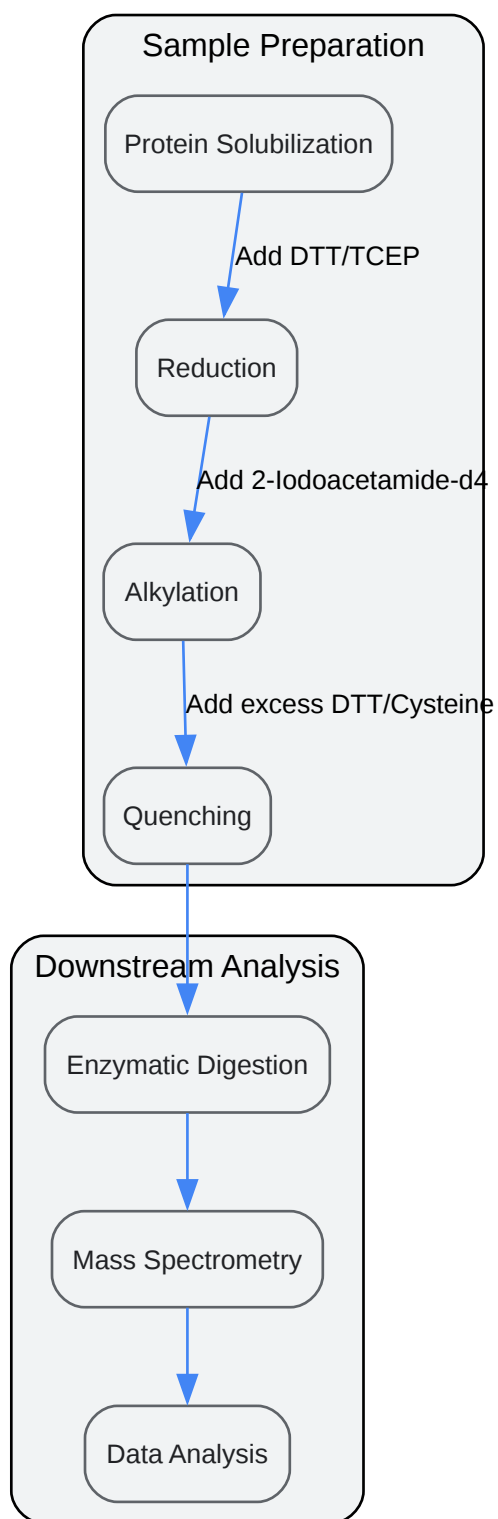 Sample Preparation
Protein Solubilization
Add DTT/TCEP
Reduction
Add 2-Iodoacetamide-d4
Alkylation
Add excess DTT/Cysteine
Quenching
Downstream Analysis
Enzymatic Digestion
Mass Spectrometry
Data Analysis